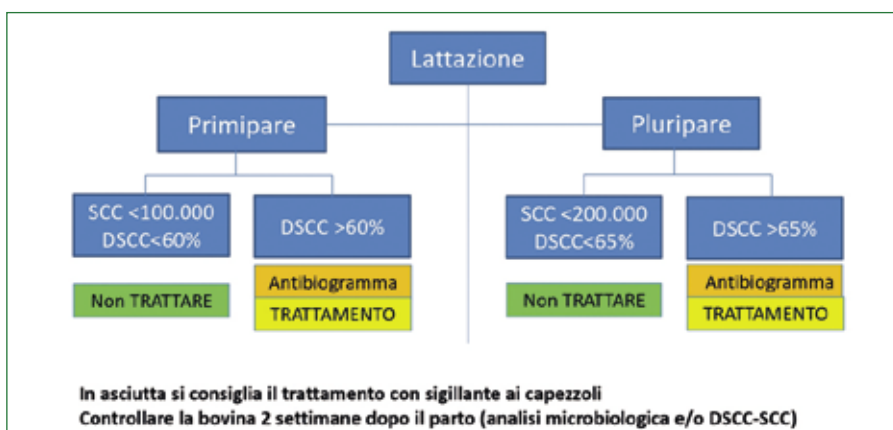 Lattazione
Primipare
Pluripare
SCC <100.000
DSCC<60%
DSCC >60%
SCC <200.000
DSCC<65%
DSCC >65%
Non TRATTARE
Antibiogramma
TRATTAMENTO
Non TRATTARE
Antibiogramma
TRATTAMENTO
In asciutta si consiglia il trattamento con sigillante ai capezzoli
Controllare la bovina 2 settimane dopo il parto (analisi microbiologica e/o DSCC-SCC)